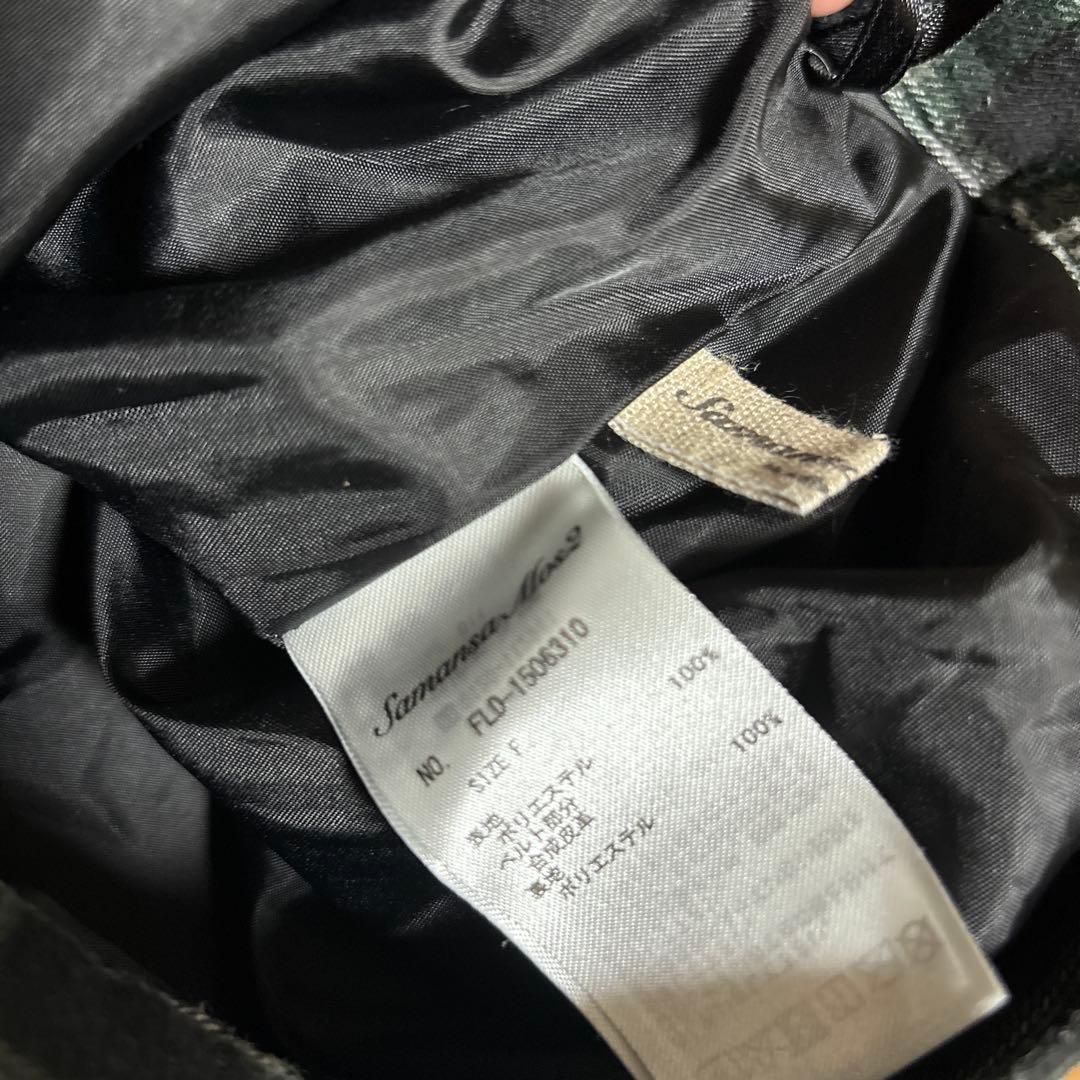 Samansa Mos2
NO. FL0-1506310
SIZE F
表地
ポリエステル 100%
ベルト部分
合成皮革
裏地
ポリエステル 100%